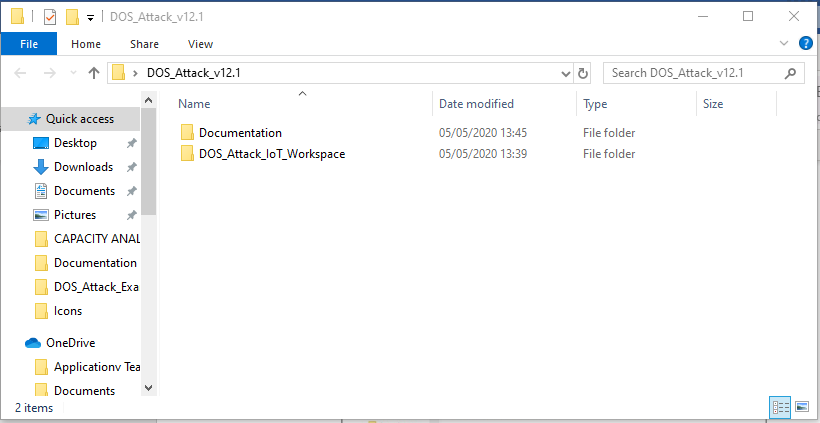 DOS_Attack_v12.1
File Home Share View
DOS_Attack_v12.1 Search DOS_Attack_v12.1
Name Date modified Type Size
Quick access
Desktop
Downloads
Documents
Pictures
CAPACITY ANAL
Documentation
DOS_Attack_Exa
Icons
OneDrive
Applicationv Tea
Documents
Documentation 05/05/2020 13:45 File folder
DOS_Attack_IoT_Workspace 05/05/2020 13:39 File folder
2 items